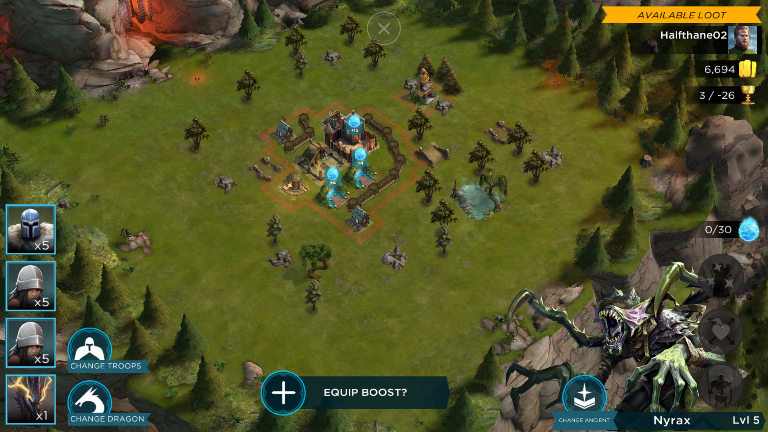 AVAILABLE LOOT
Halfthane02
6,694
3 / -26
0/30
x5
x5
x5
CHANGE TROOPS
x1
CHANGE DRAGON
EQUIP BOOST?
CHANGE ANCIENT
Nyrax Lvl 5